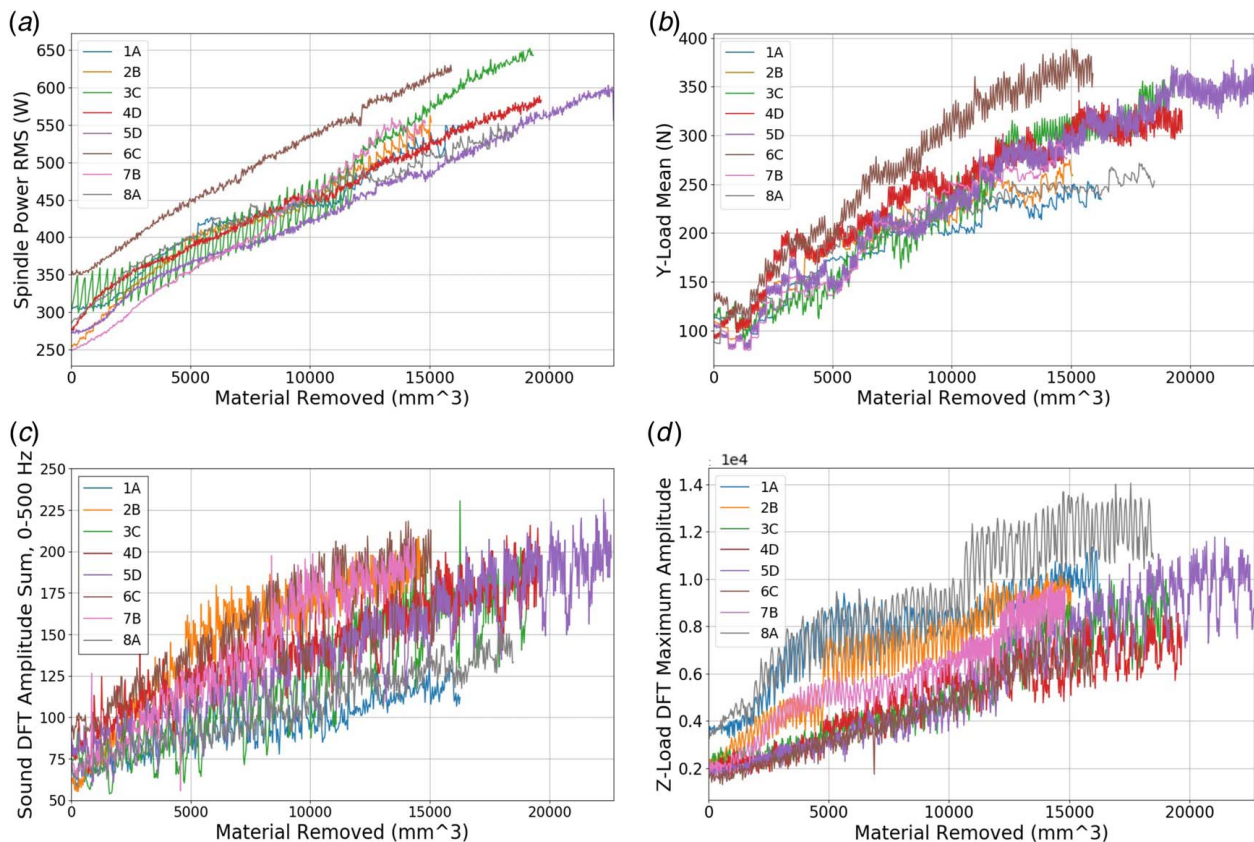 (a)
Spindle Power RMS (W)
650
600
550
500
450
400
350
300
250
1A
2B
3C
4D
5D
6C
7B
8A
0 5000 10000 15000 20000
Material Removed (mm^3)
(b)
Y-Load Mean (N)
400
350
300
250
200
150
100
1A
2B
3C
4D
5D
6C
7B
8A
0 5000 10000 15000 20000
Material Removed (mm^3)
(c)
Sound DFT Amplitude Sum, 0-500 Hz
250
225
200
175
150
125
100
75
50
1A
2B
3C
4D
5D
6C
7B
8A
0 5000 10000 15000 20000
Material Removed (mm^3)
(d)
1e4
Z-Load DFT Maximum Amplitude
1.4
1.2
1.0
0.8
0.6
0.4
0.2
1A
2B
3C
4D
5D
6C
7B
8A
0 5000 10000 15000 20000
Material Removed (mm^3)